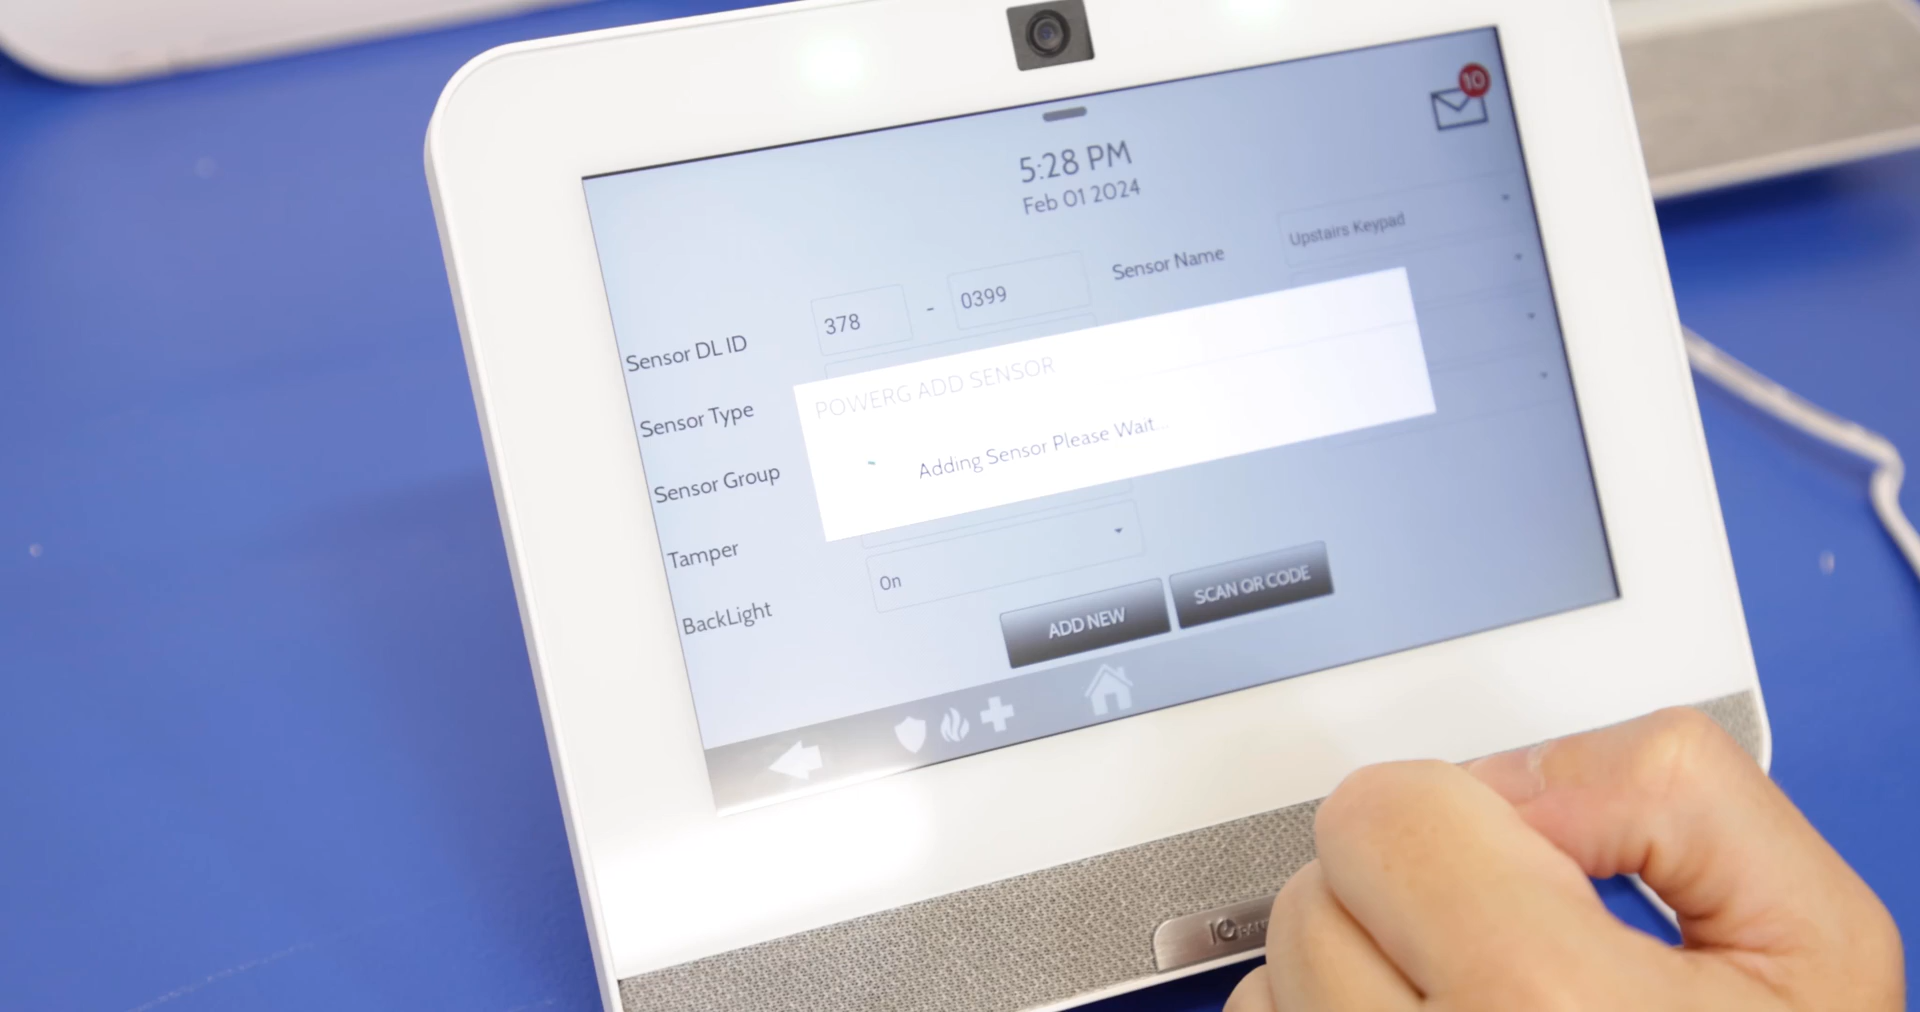 10
5:28 PM
Feb 01 2024
Sensor DL ID
378 - 0399
Sensor Name
Upstairs Keypad
Sensor Type
Sensor Group
Tamper
BackLight
On
POWERG ADD SENSOR
Adding Sensor Please Wait...
ADD NEW
SCAN QR CODE
IQ